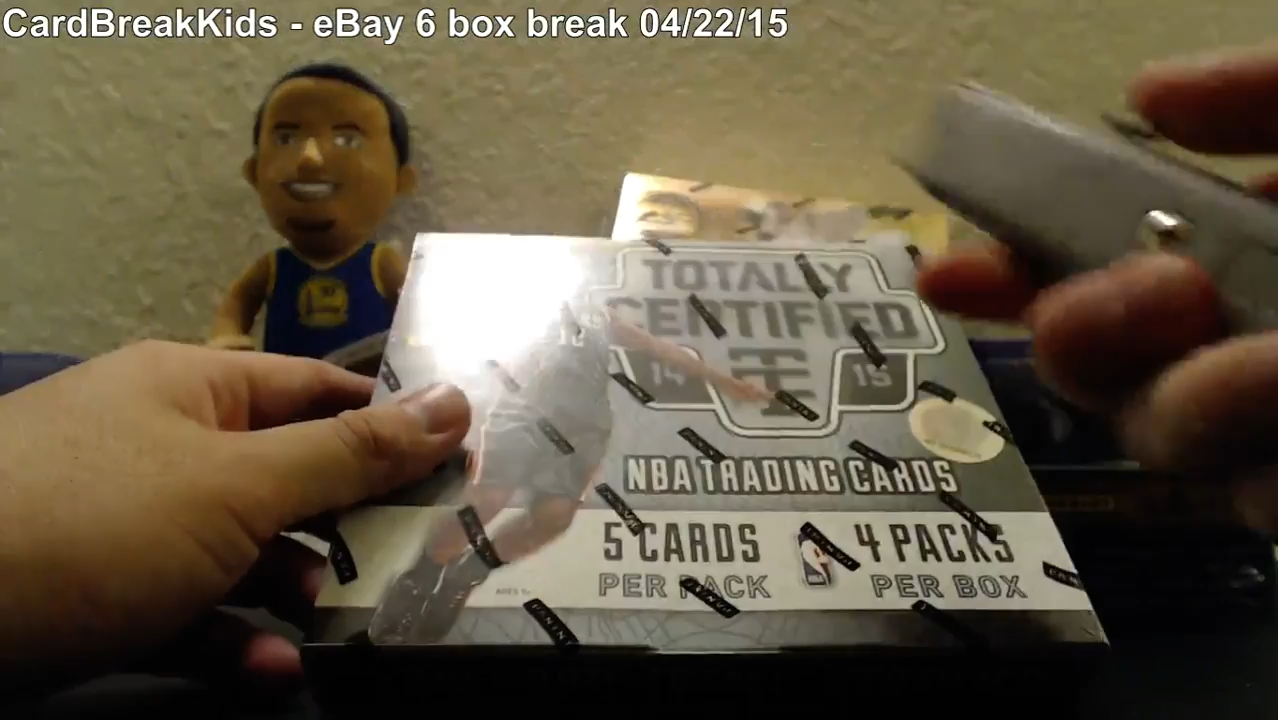 CardBreakKids - eBay 6 box break 04/22/15
TOTALLY
CERTIFIED
14 15
NBA TRADING CARDS
5 CARDS 4 PACKS
PER PACK PER BOX
PANINI